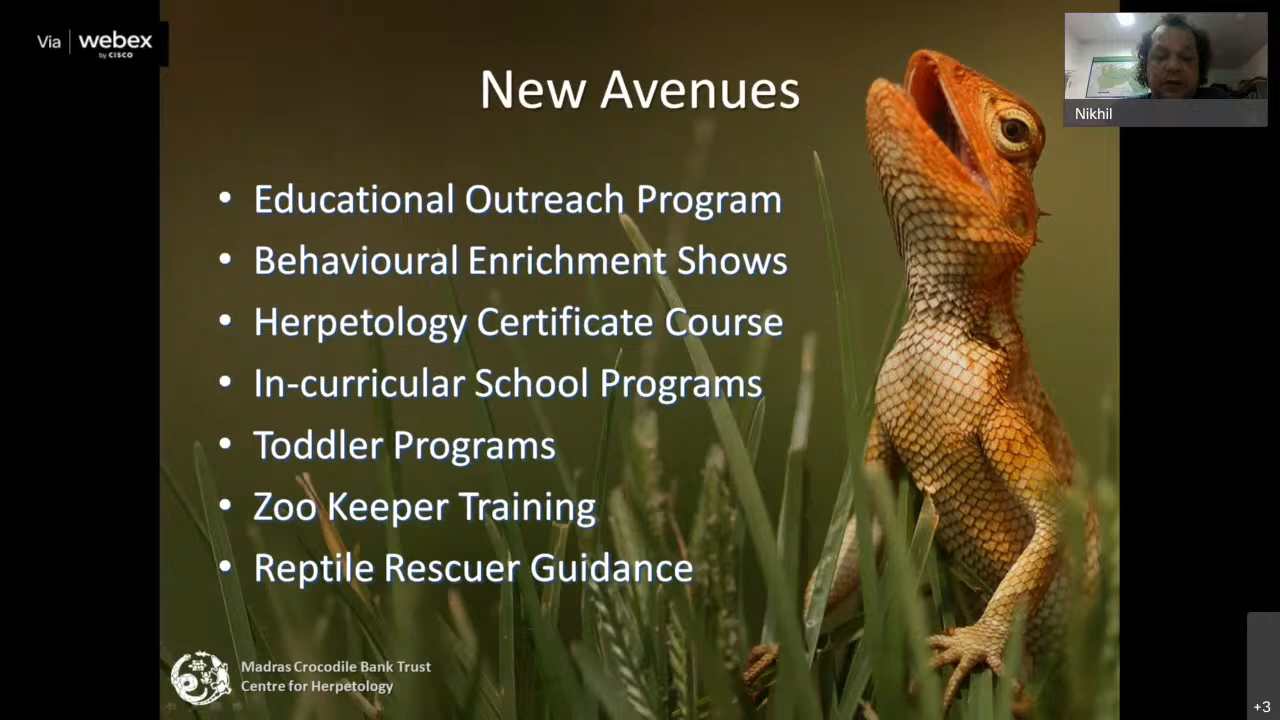 Via webex
by CISCO
New Avenues
Nikhil
• Educational Outreach Program
• Behavioural Enrichment Shows
• Herpetology Certificate Course
• In-curricular School Programs
• Toddler Programs
• Zoo Keeper Training
• Reptile Rescuer Guidance
Madras Crocodile Bank Trust
Centre for Herpetology
+3